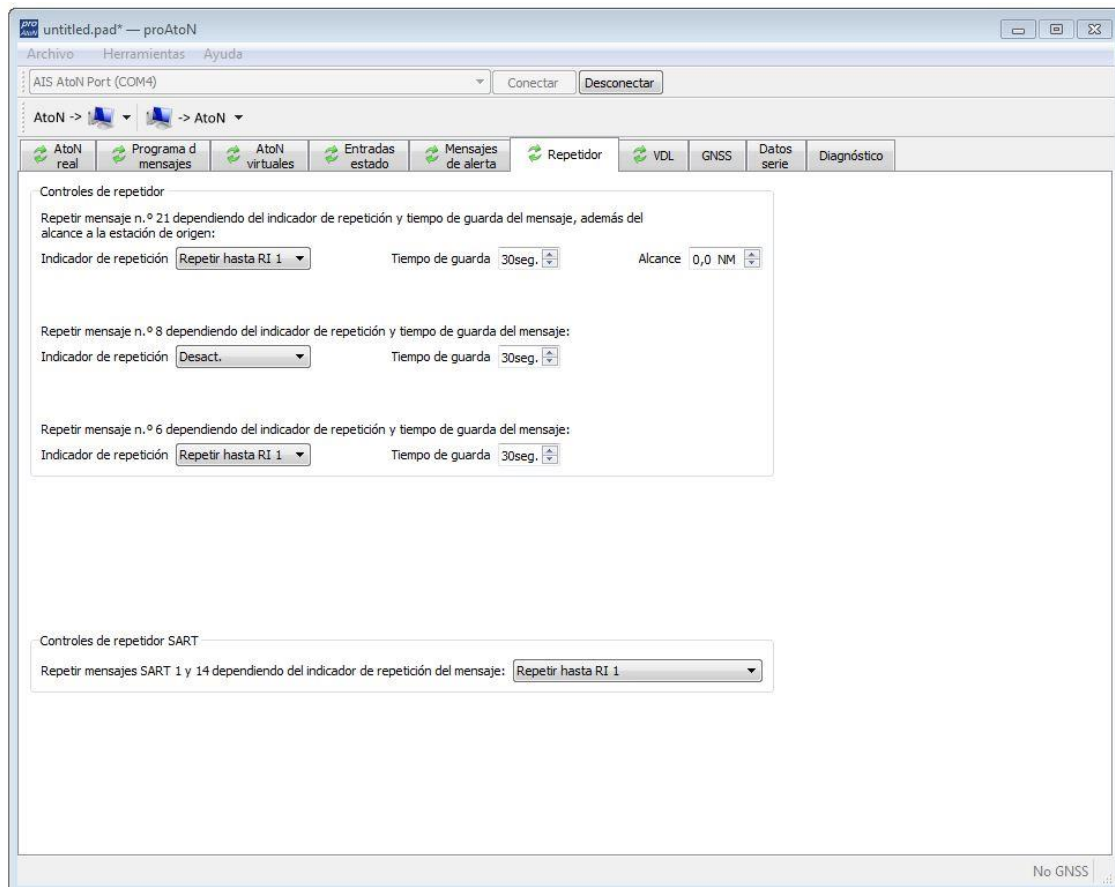 pro
AtoN
untitled.pad* — proAtoN
Archivo Herramientas Ayuda
AIS AtoN Port (COM4) Conectar Desconectar
AtoN -> -> AtoN
AtoN real
Programa d mensajes
AtoN virtuales
Entradas estado
Mensajes de alerta
Repetidor
VDL
GNSS
Datos serie
Diagnóstico
Controles de repetidor
Repetir mensaje n.º 21 dependiendo del indicador de repetición y tiempo de guarda del mensaje, además del
alcance a la estación de origen:
Indicador de repetición Repetir hasta RI 1 Tiempo de guarda 30seg. Alcance 0,0 NM
Repetir mensaje n.º 8 dependiendo del indicador de repetición y tiempo de guarda del mensaje:
Indicador de repetición Desact. Tiempo de guarda 30seg.
Repetir mensaje n.º 6 dependiendo del indicador de repetición y tiempo de guarda del mensaje:
Indicador de repetición Repetir hasta RI 1 Tiempo de guarda 30seg.
Controles de repetidor SART
Repetir mensajes SART 1 y 14 dependiendo del indicador de repetición del mensaje: Repetir hasta RI 1
No GNSS